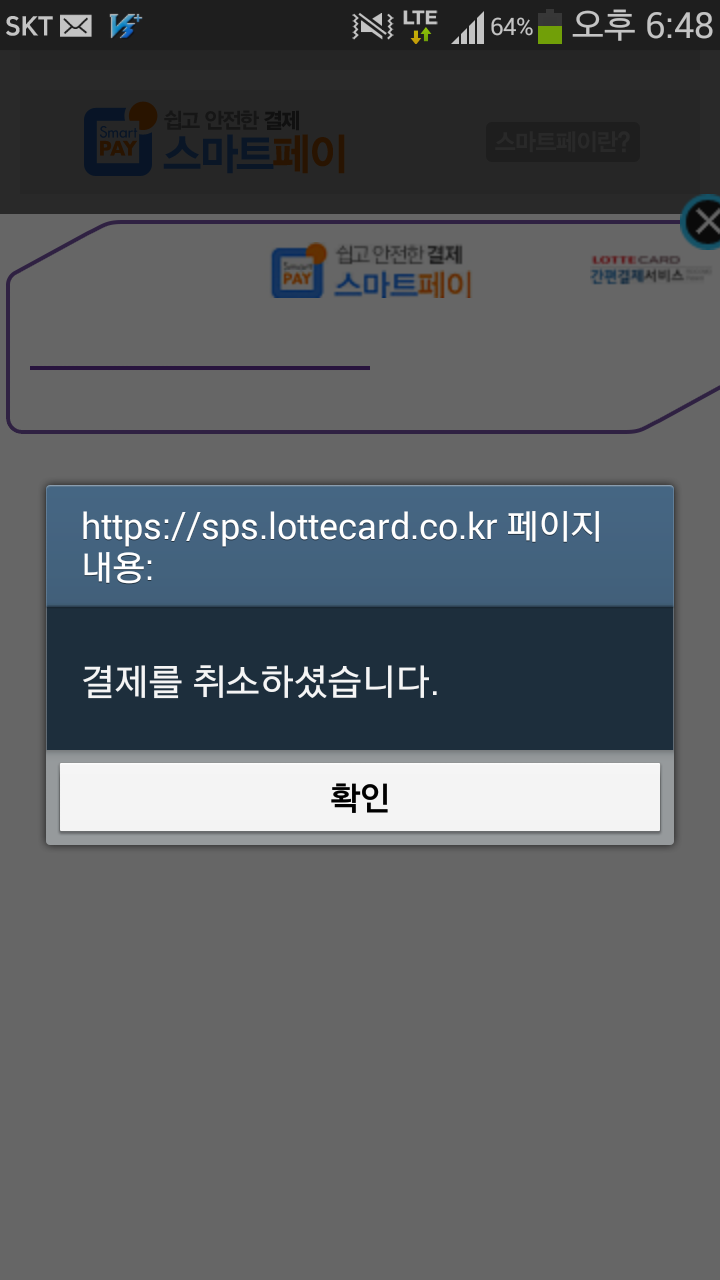 SKT LTE 64% 오후 6:48
Smart PAY 쉽고 안전한 결제
스마트페이 스마트페이란?
Smart PAY 쉽고 안전한 결제
스마트페이
LOTTE CARD
간편결제서비스
https://sps.lottecard.co.kr 페이지
내용:
결제를 취소하셨습니다.
확인